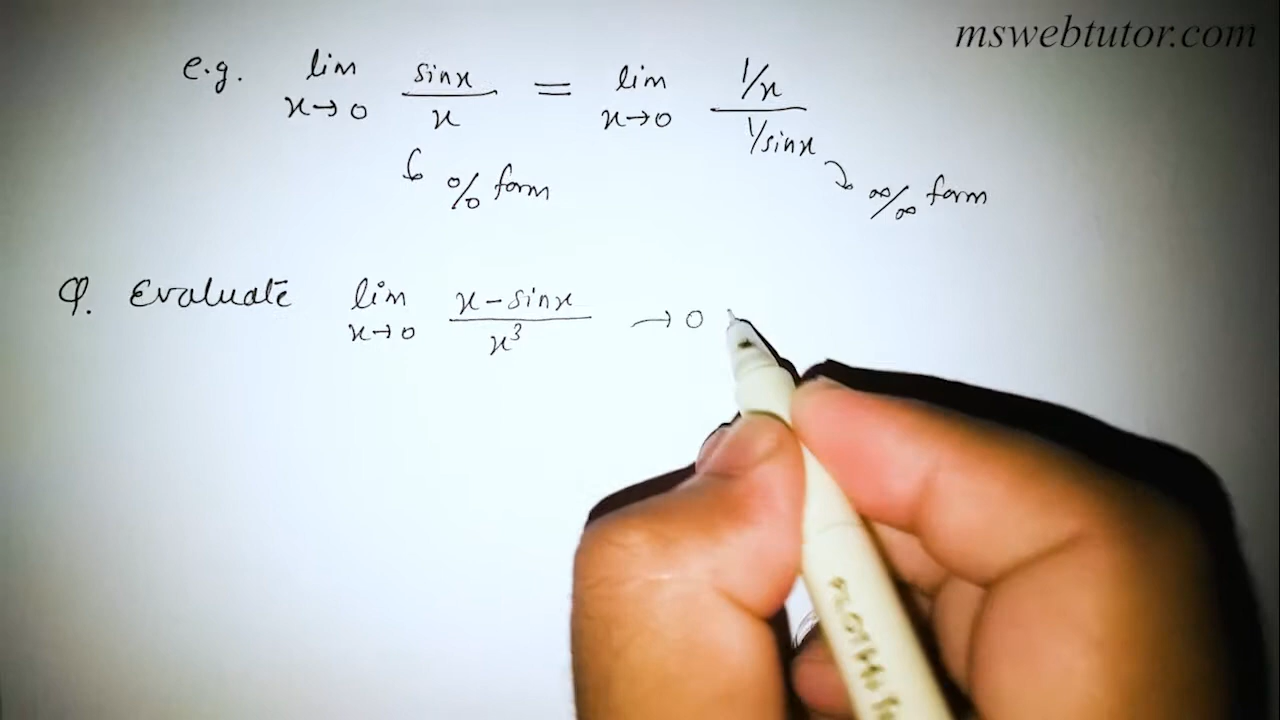 mswebtutor.com
e.g. lim x→0 sinx/x = lim x→0 1/x / 1/sinx
↳ 0/0 form ↳ ∞/∞ form
Q. Evaluate lim x→0 x-sinx/x³ → 0